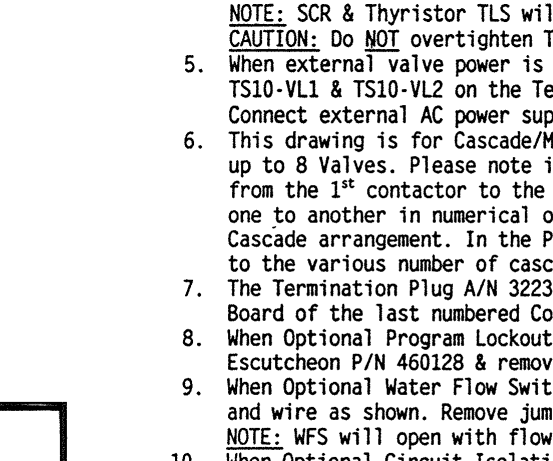 NOTE: SCR & Thyristor TLS wil
CAUTION: Do NOT overtighten T
5. When external valve power is
TS10-VL1 & TS10-VL2 on the Te
Connect external AC power sup
6. This drawing is for Cascade/M
up to 8 Valves. Please note i
from the 1st contactor to the
one to another in numerical o
Cascade arrangement. In the P
to the various number of casc
7. The Termination Plug A/N 3223
Board of the last numbered Co
8. When Optional Program Lockout
Escutcheon P/N 460128 & remov
9. When Optional Water Flow Swit
and wire as shown. Remove jum
NOTE: WFS will open with flow
10. When Optional Circuit Isolati